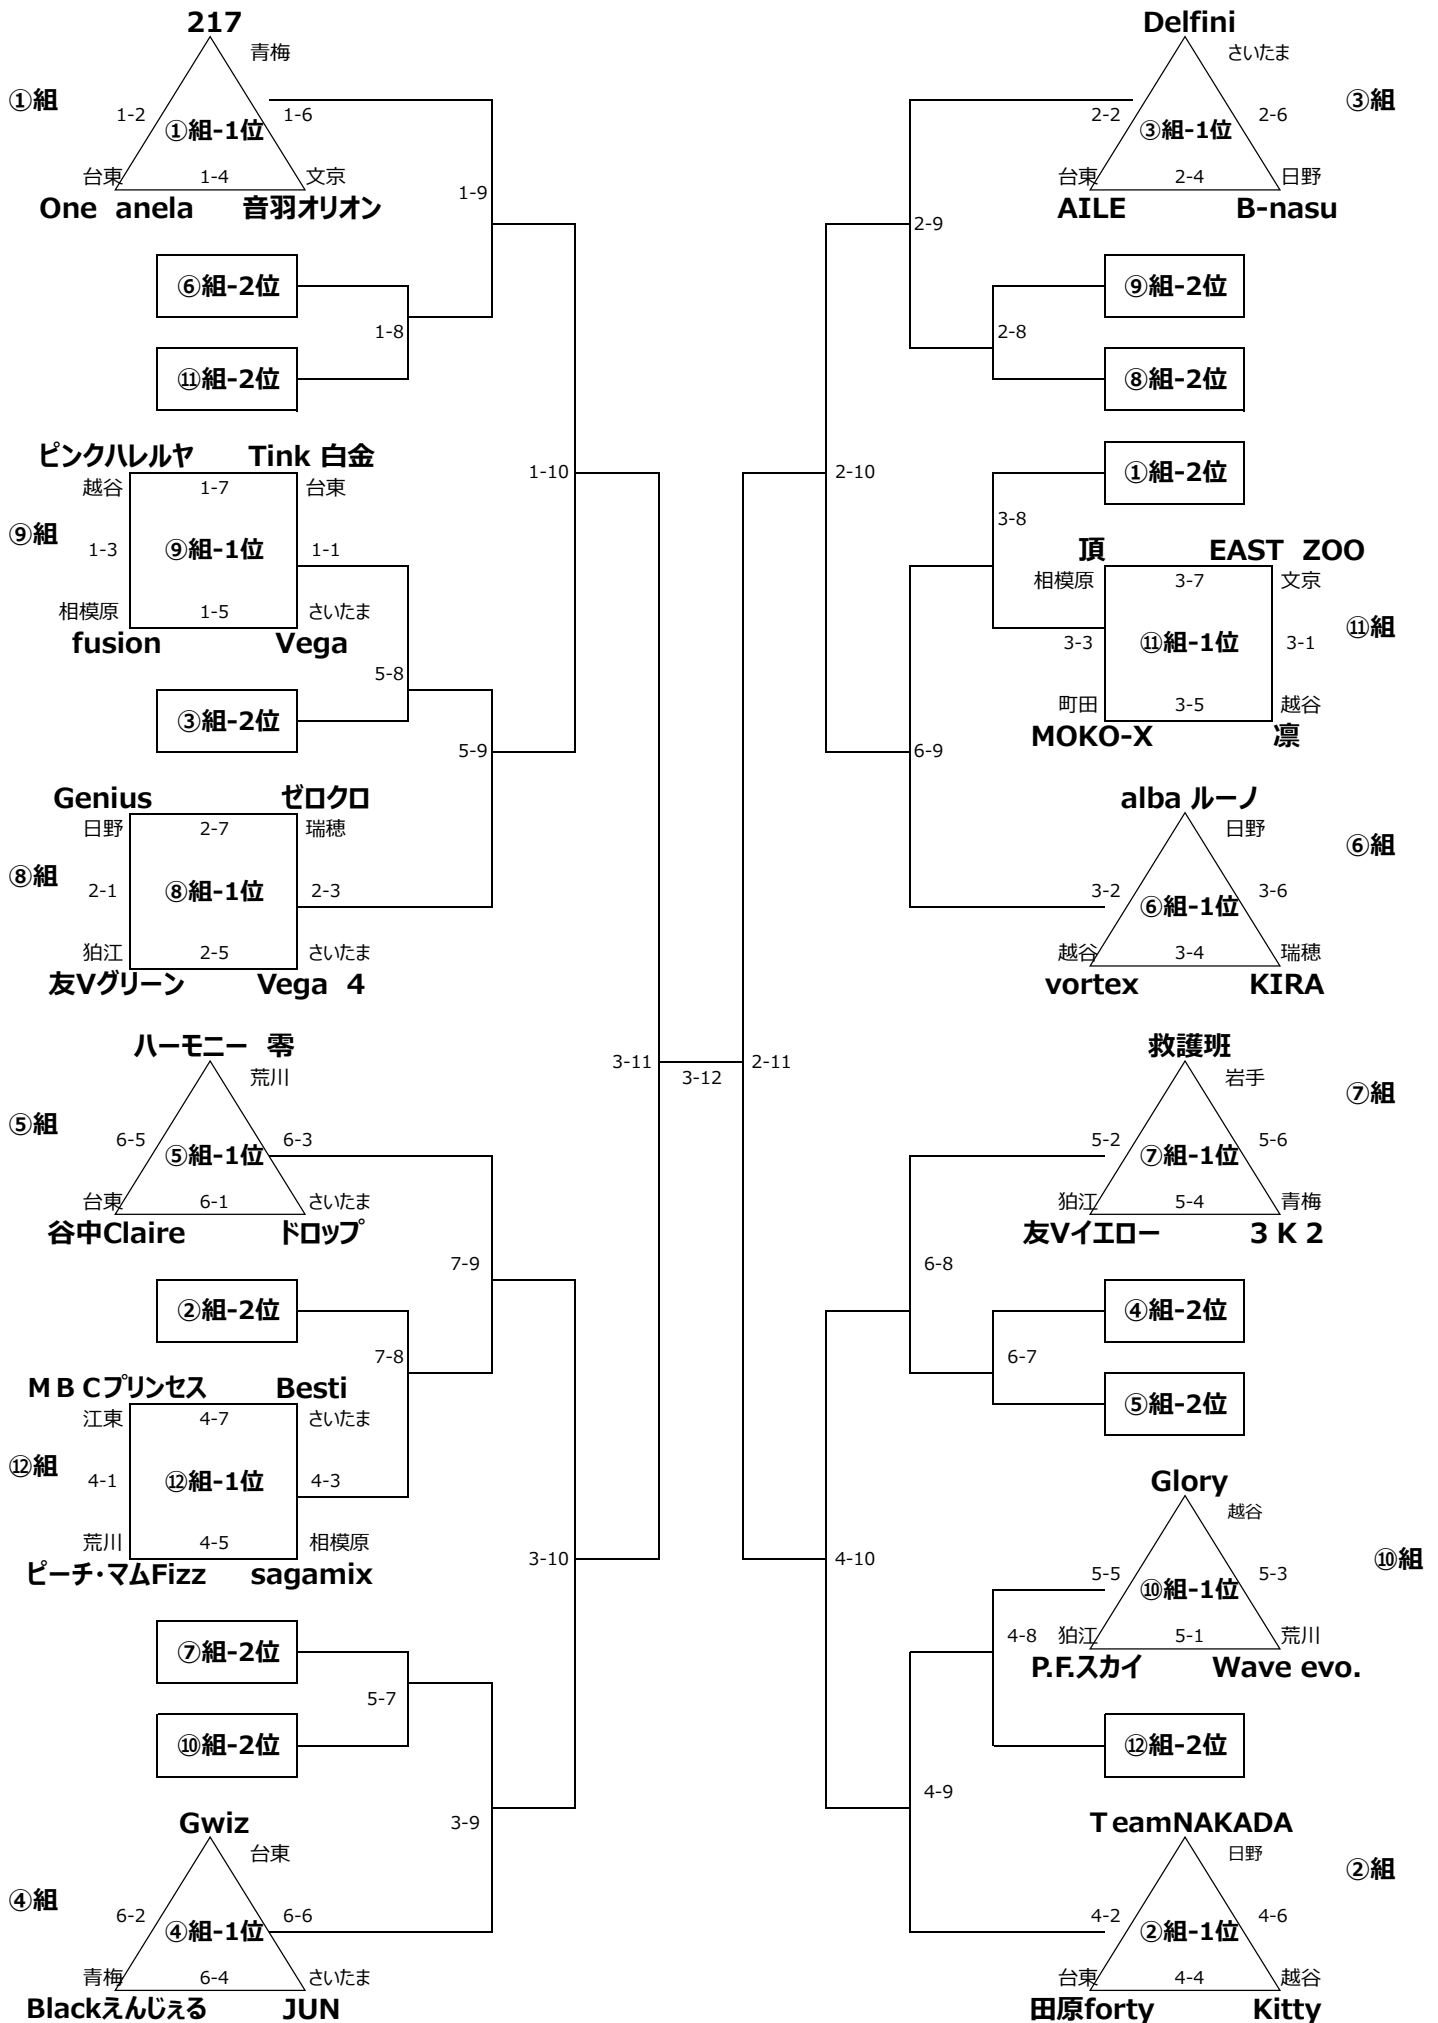 217
青梅
①組
1-2
①組-1位
1-6
台東
1-4
文京
One anela
音羽オリオン
1-9
⑥組-2位
1-8
⑪組-2位
ピンクハレルヤ
Tink 白金
1-10
越谷
1-7
台東
⑨組
1-3
⑨組-1位
1-1
相模原
1-5
さいたま
fusion
Vega
5-8
③組-2位
5-9
Genius
ゼロクロ
日野
2-7
瑞穂
⑧組
2-1
⑧組-1位
2-3
狛江
2-5
さいたま
友Vグリーン
Vega 4
ハーモニー 零
荒川
3-11
3-12
2-11
⑤組
6-5
⑤組-1位
6-3
台東
6-1
さいたま
谷中Claire
ドロップ
7-9
②組-2位
7-8
ＭＢＣプリンセス
Besti
江東
4-7
さいたま
⑫組
4-1
⑫組-1位
4-3
荒川
4-5
相模原
3-10
ピーチ・マムFizz
sagamix
⑦組-2位
5-7
⑩組-2位
Gwiz
3-9
台東
④組
6-2
④組-1位
6-6
青梅
6-4
さいたま
Blackえんじぇる
JUN
Delfini
さいたま
③組
2-2
③組-1位
2-6
台東
2-4
日野
AILE
B-nasu
2-9
⑨組-2位
2-8
⑧組-2位
2-10
①組-2位
3-8
頂
EAST ZOO
相模原
3-7
文京
⑪組
3-3
⑪組-1位
3-1
町田
3-5
越谷
MOKO-X
凛
6-9
alba ルーノ
日野
⑥組
3-2
⑥組-1位
3-6
越谷
3-4
瑞穂
vortex
KIRA
救護班
岩手
⑦組
5-2
⑦組-1位
5-6
狛江
5-4
青梅
友Vイエロー
３Ｋ２
6-8
④組-2位
6-7
⑤組-2位
Glory
越谷
4-10
⑩組
5-5
⑩組-1位
5-3
4-8
狛江
5-1
荒川
P.F.スカイ
Wave evo.
⑫組-2位
4-9
TeamNAKADA
日野
②組
4-2
②組-1位
4-6
台東
4-4
越谷
田原forty
Kitty